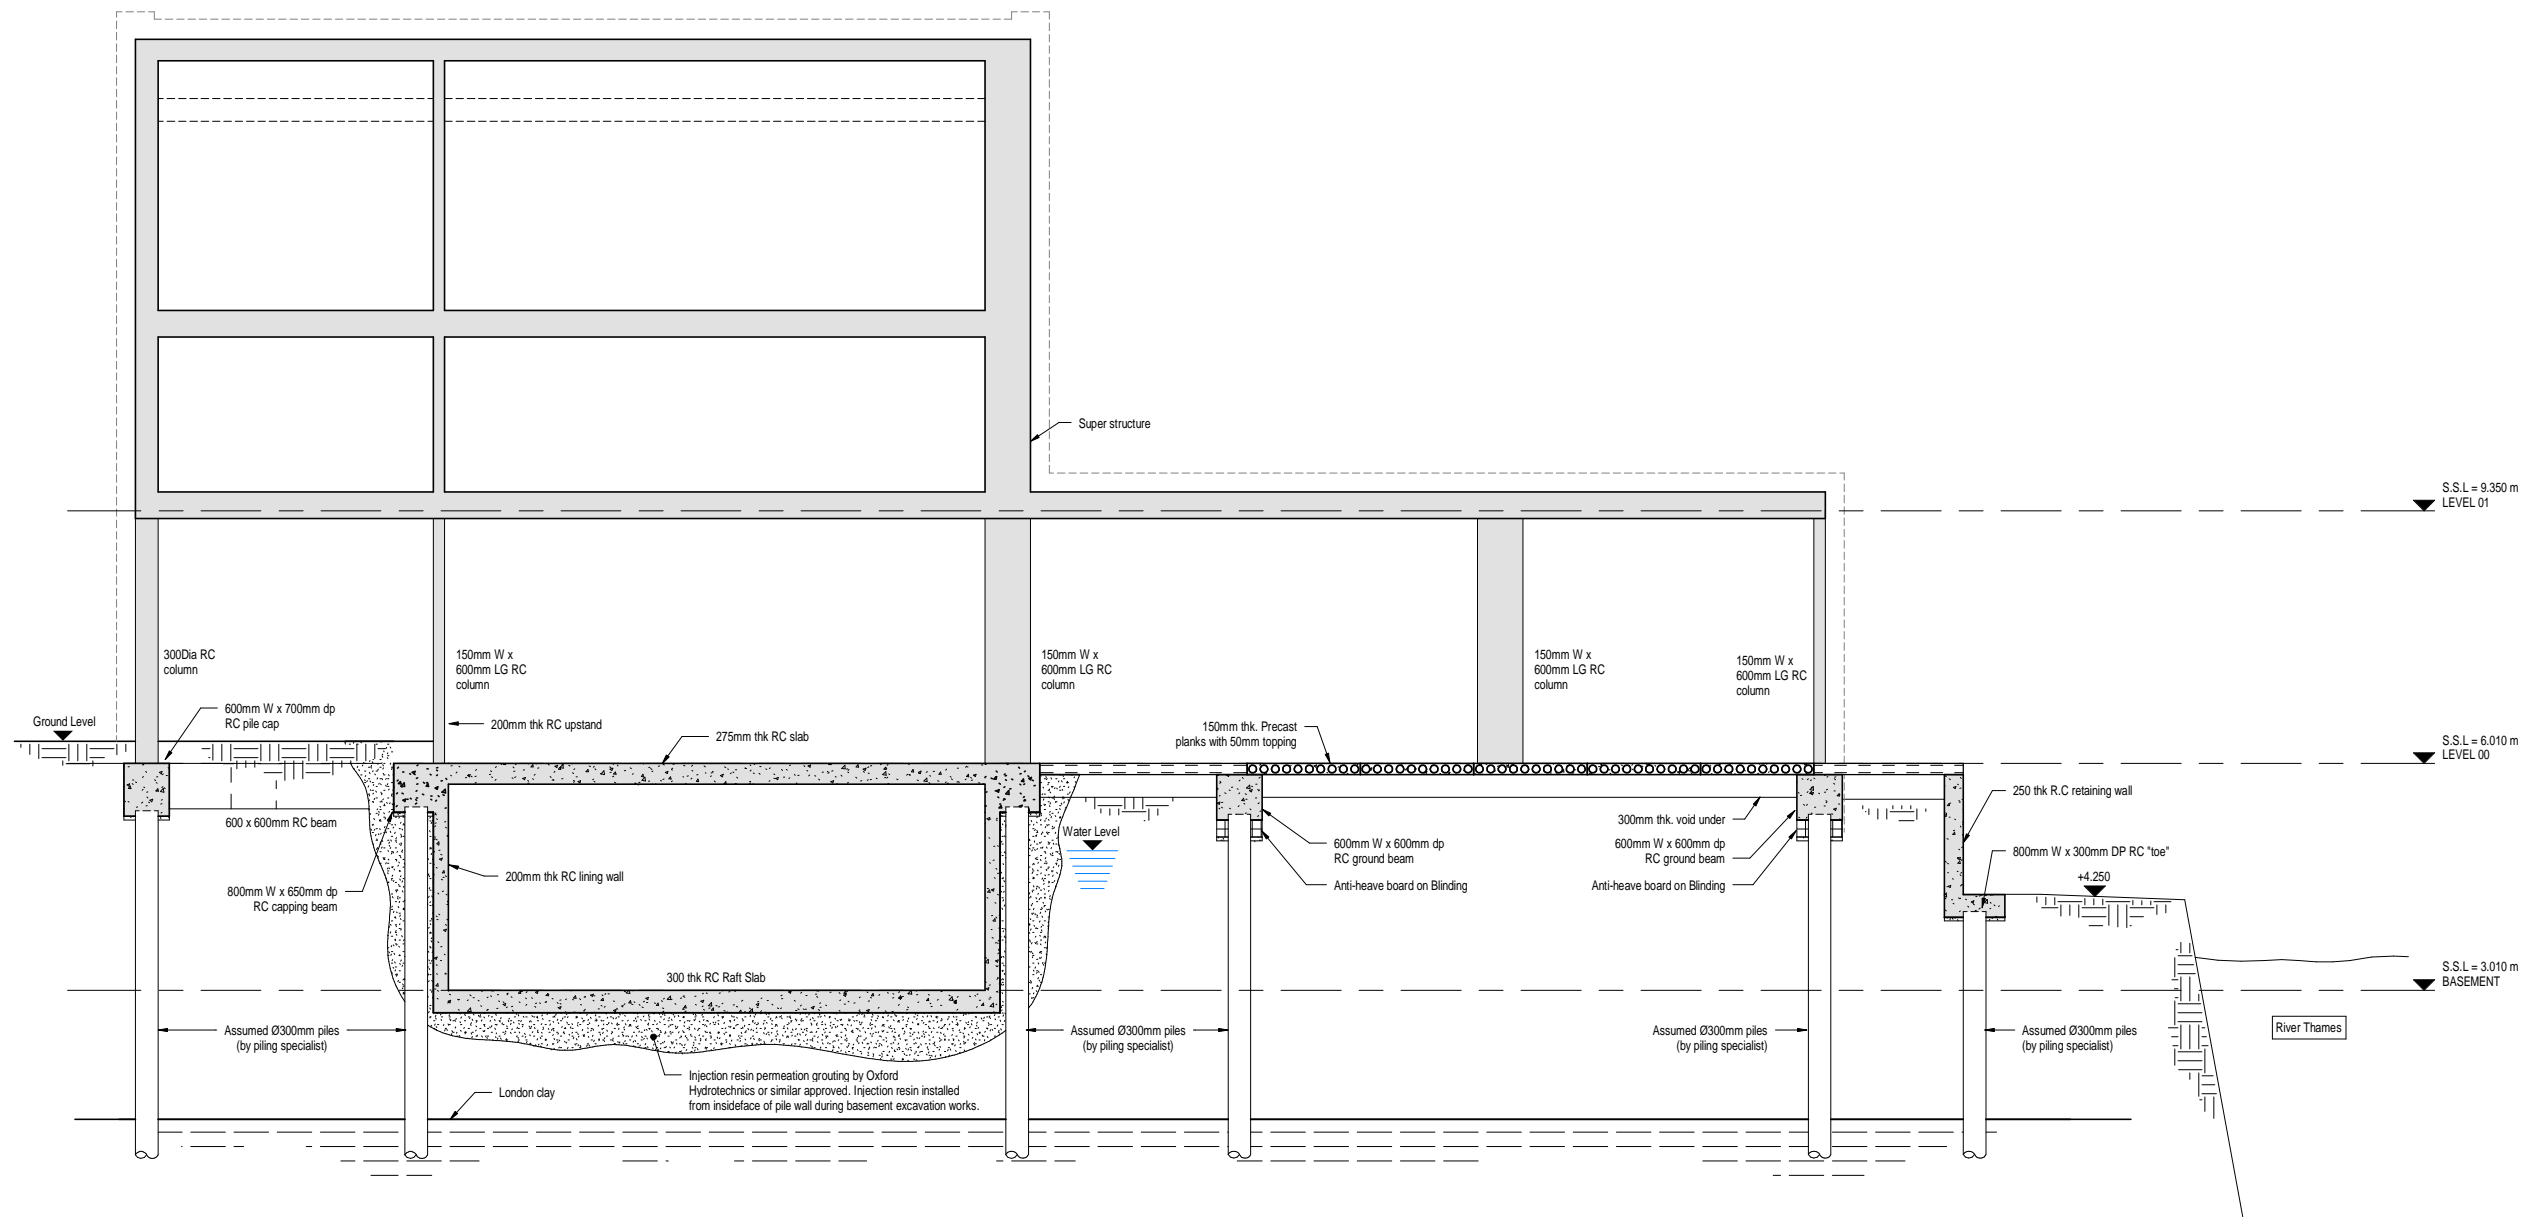 Super structure
S.S.L = 9.350 m
LEVEL 01
300Dia RC
column
150mm W x
600mm LG RC
column
150mm W x
600mm LG RC
column
150mm W x
600mm LG RC
column
150mm W x
600mm LG RC
column
600mm W x 700mm dp
RC pile cap
Ground Level
200mm thk RC upstand
275mm thk RC slab
150mm thk. Precast
planks with 50mm topping
S.S.L = 6.010 m
LEVEL 00
250 thk R.C retaining wall
600 x 600mm RC beam
Water Level
300mm thk. void under
600mm W x 600mm dp
RC ground beam
600mm W x 600mm dp
RC ground beam
800mm W x 300mm DP RC "toe"
200mm thk RC lining wall
+4.250
800mm W x 650mm dp
RC capping beam
Anti-heave board on Blinding
Anti-heave board on Blinding
300 thk RC Raft Slab
S.S.L = 3.010 m
BASEMENT
Assumed Ø300mm piles
(by piling specialist)
Assumed Ø300mm piles
(by piling specialist)
Assumed Ø300mm piles
(by piling specialist)
Assumed Ø300mm piles
(by piling specialist)
River Thames
Injection resin permeation grouting by Oxford
Hydrotechnics or similar approved. Injection resin installed
from insideface of pile wall during basement excavation works.
London clay